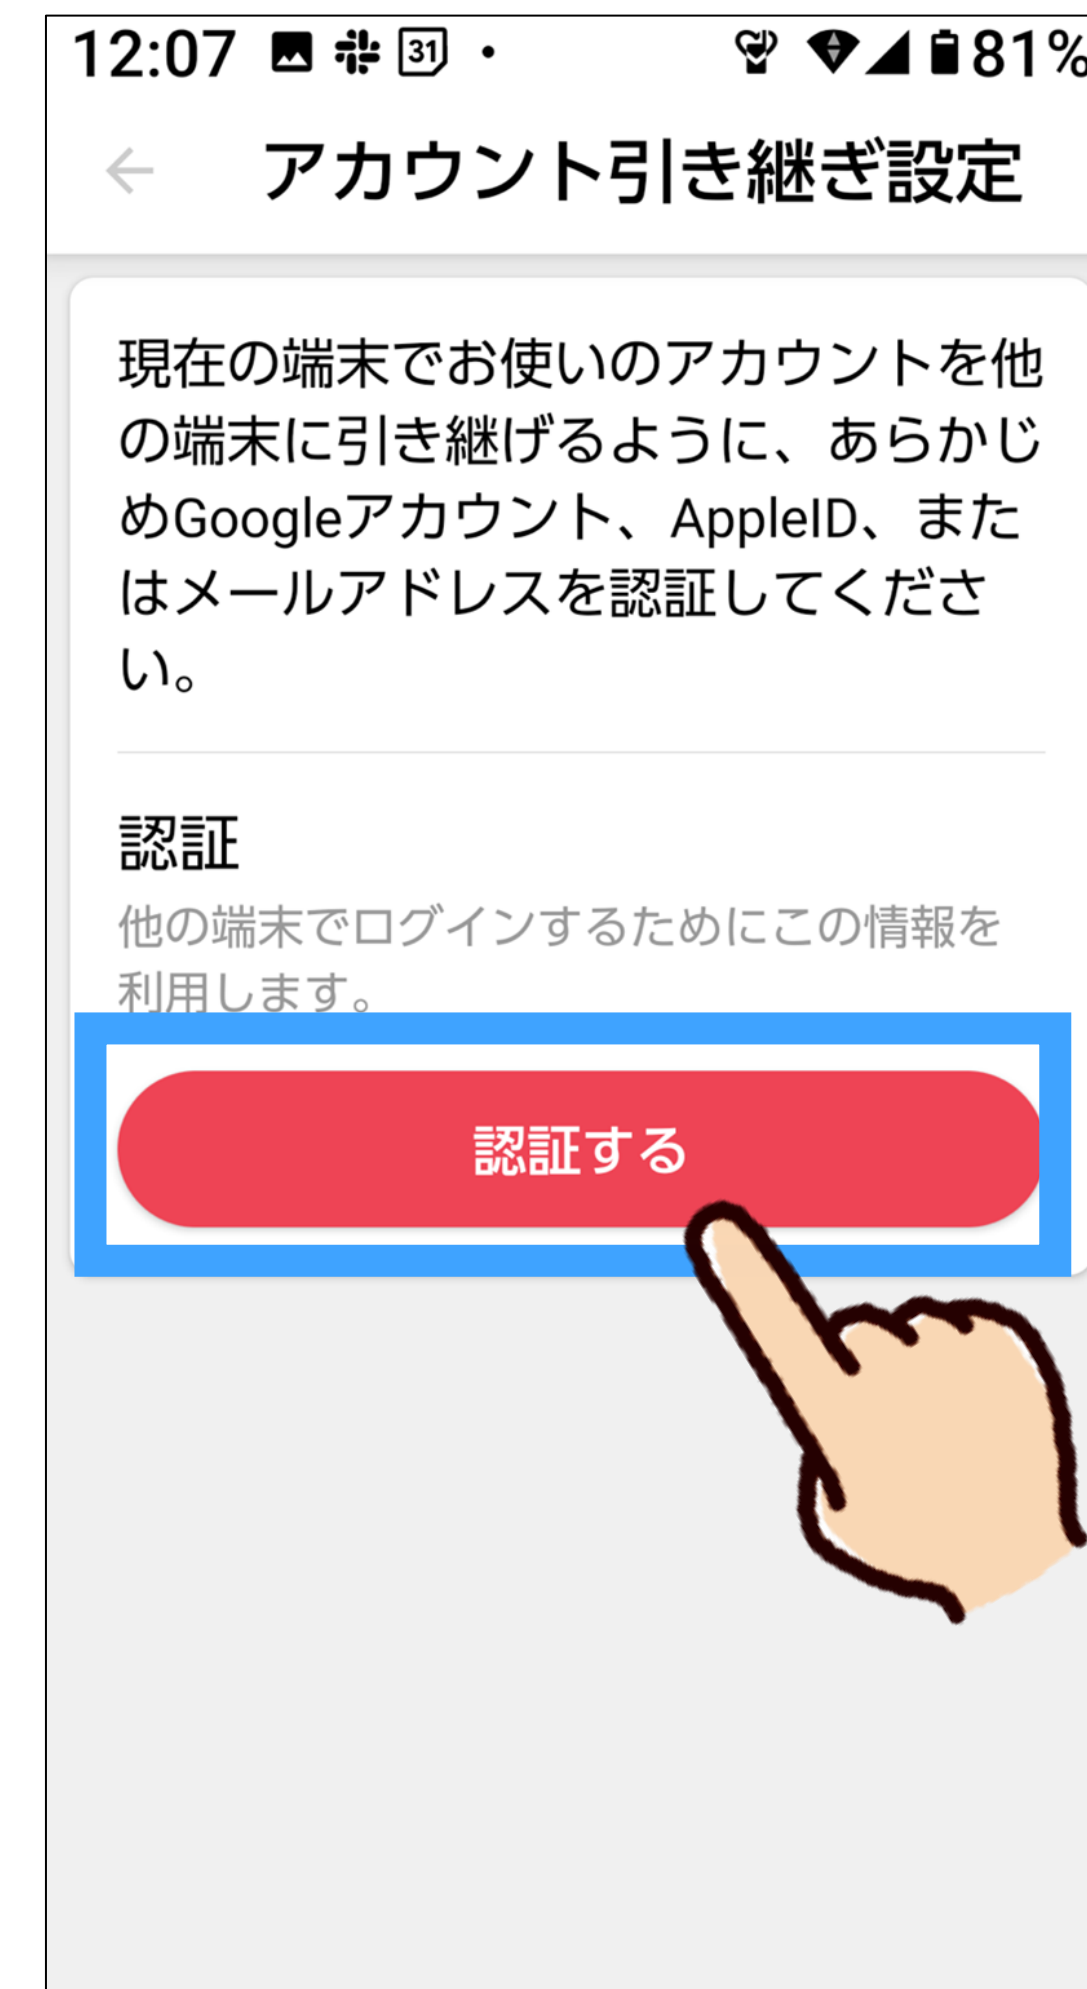 12:07 31 81%
アカウント引き継ぎ設定
現在の端末でお使いのアカウントを他
の端末に引き継げるように、あらかじ
めGoogleアカウント、AppleID、また
はメールアドレスを認証してくださ
い。
認証
他の端末でログインするためにこの情報を
利用します。
認証する